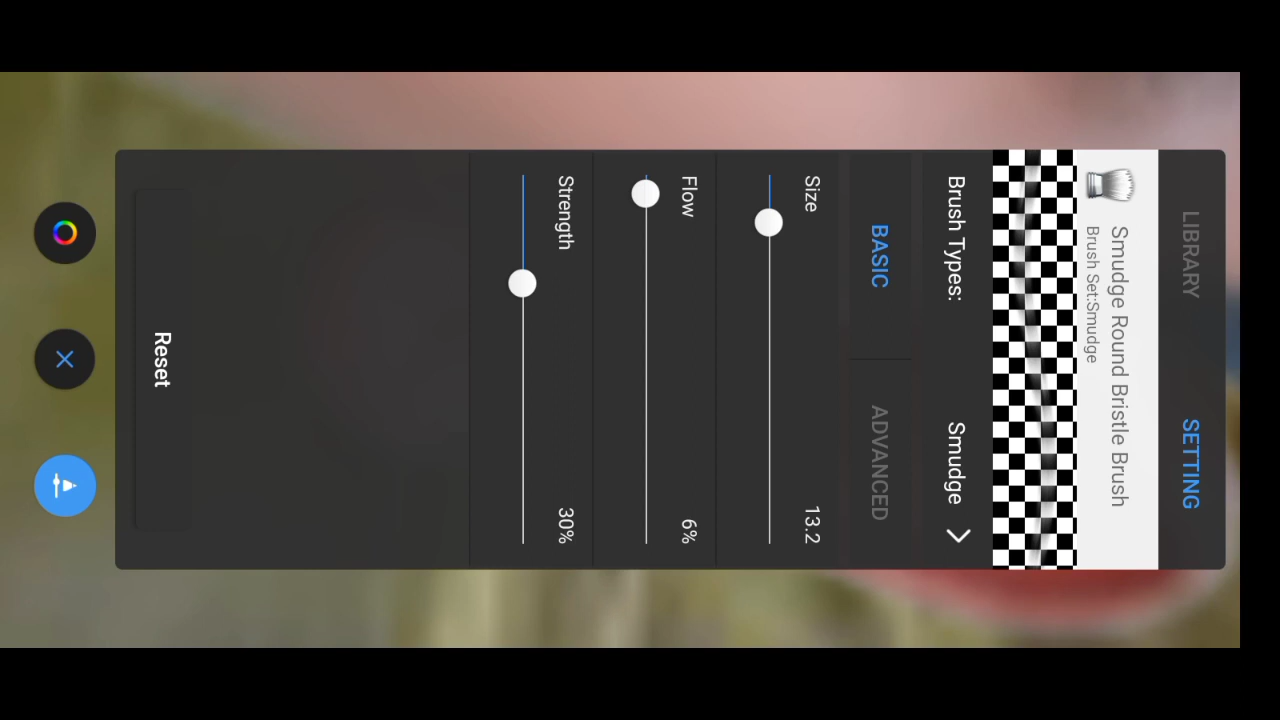 LIBRARY SETTING
Smudge Round Bristle Brush
Brush Set:Smudge
Brush Types: Smudge
BASIC ADVANCED
Size 13.2
Flow 6%
Strength 30%
Reset